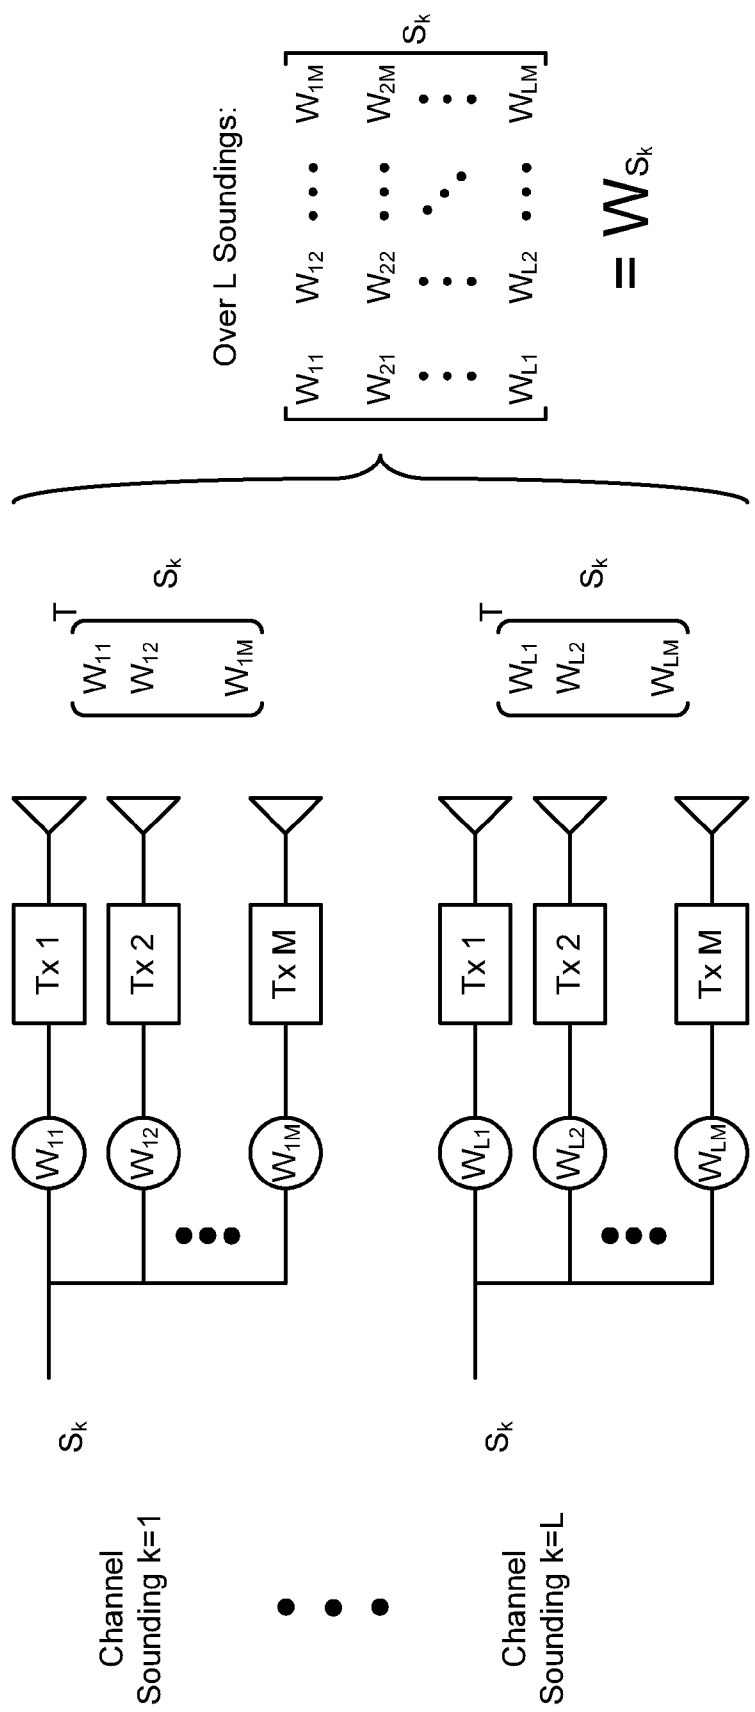 Channel
Sounding k=1
Sk
W11
W12
W1M
Tx 1
Tx 2
Tx M
W11
W12
W1M
T
Sk
Channel
Sounding k=L
Sk
WL1
WL2
WLM
Tx 1
Tx 2
Tx M
WL1
WL2
WLM
T
Sk
Over L Soundings:
W11 W12 ••• W1M
W21 W22 ••• W2M
WL1 WL2 ••• WLM
Sk
= WSk